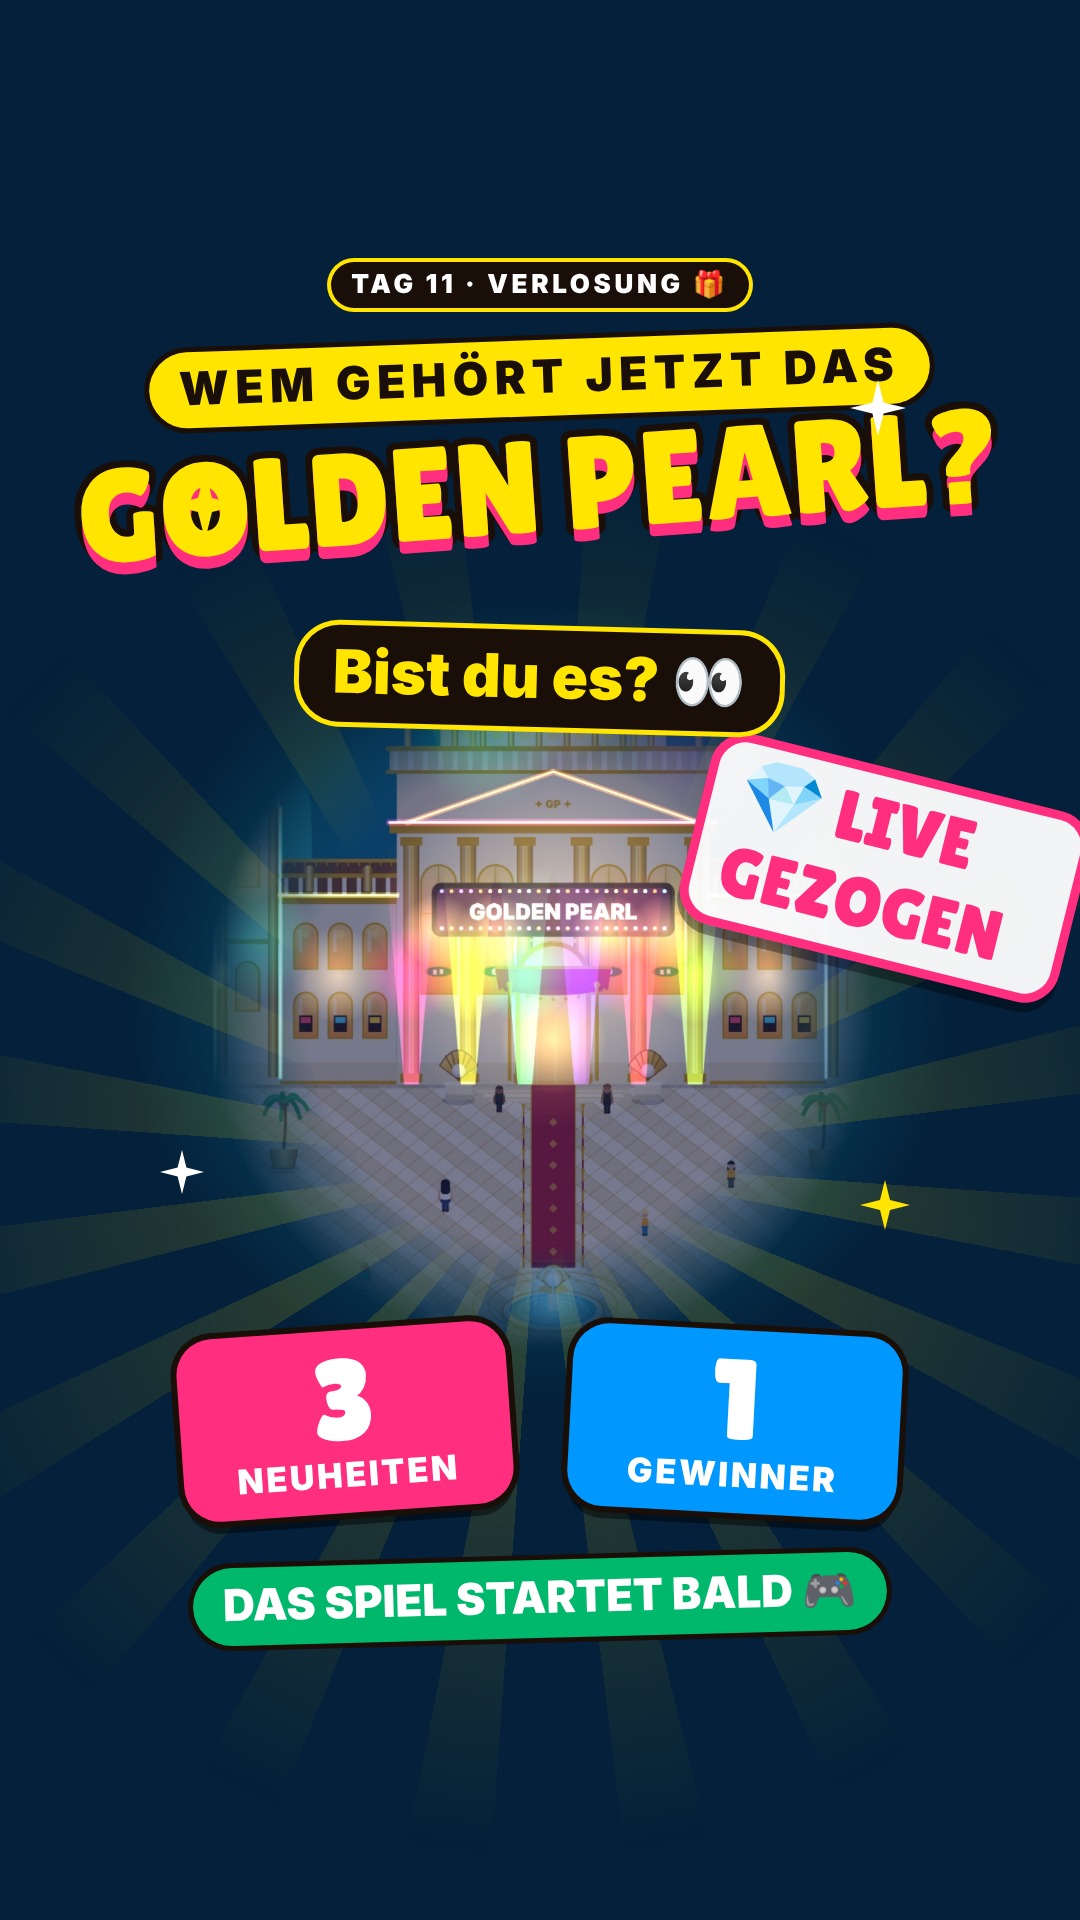 TAG 11 · VERLOSUNG 🎁
WEM GEHÖRT JETZT DAS
GOLDEN PEARL?
Bist du es? 👀
✦ GP ✦
💎 LIVE
GEZOGEN
GOLDEN PEARL
3
NEUHEITEN
1
GEWINNER
DAS SPIEL STARTET BALD 🎮